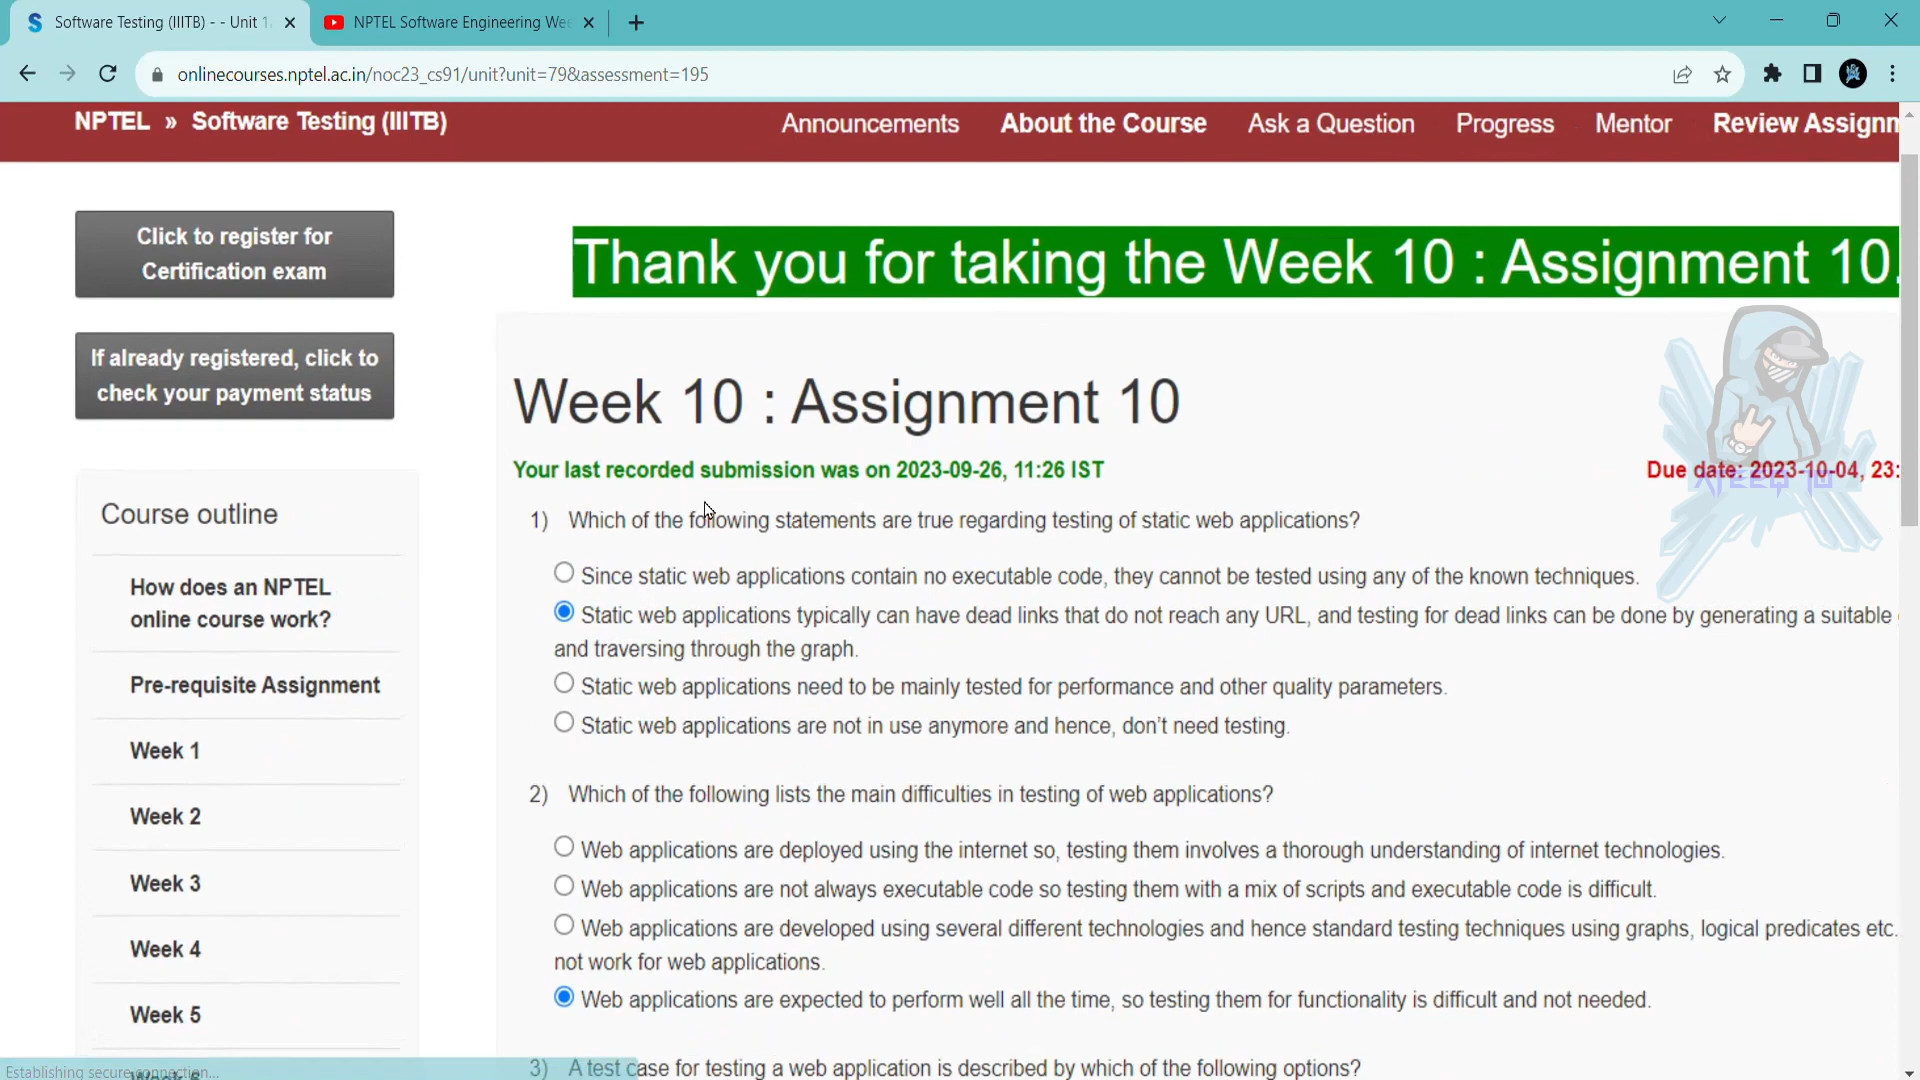 Software Testing (IIITB) - - Unit 1
NPTEL Software Engineering We
onlinecourses.nptel.ac.in/noc23_cs91/unit?unit=79&assessment=195
NPTEL » Software Testing (IIITB)
Announcements
About the Course
Ask a Question
Progress
Mentor
Review Assignm
Click to register for
Certification exam
If already registered, click to
check your payment status
Thank you for taking the Week 10 : Assignment 10.
Week 10 : Assignment 10
Your last recorded submission was on 2023-09-26, 11:26 IST
Due date: 2023-10-04, 23:
Course outline
How does an NPTEL
online course work?
Pre-requisite Assignment
Week 1
Week 2
Week 3
Week 4
Week 5
1) Which of the following statements are true regarding testing of static web applications?
Since static web applications contain no executable code, they cannot be tested using any of the known techniques.
Static web applications typically can have dead links that do not reach any URL, and testing for dead links can be done by generating a suitable
and traversing through the graph.
Static web applications need to be mainly tested for performance and other quality parameters.
Static web applications are not in use anymore and hence, don't need testing.
2) Which of the following lists the main difficulties in testing of web applications?
Web applications are deployed using the internet so, testing them involves a thorough understanding of internet technologies.
Web applications are not always executable code so testing them with a mix of scripts and executable code is difficult.
Web applications are developed using several different technologies and hence standard testing techniques using graphs, logical predicates etc.
not work for web applications.
Web applications are expected to perform well all the time, so testing them for functionality is difficult and not needed.
3) A test case for testing a web application is described by which of the following options?
Establishing secure connection...